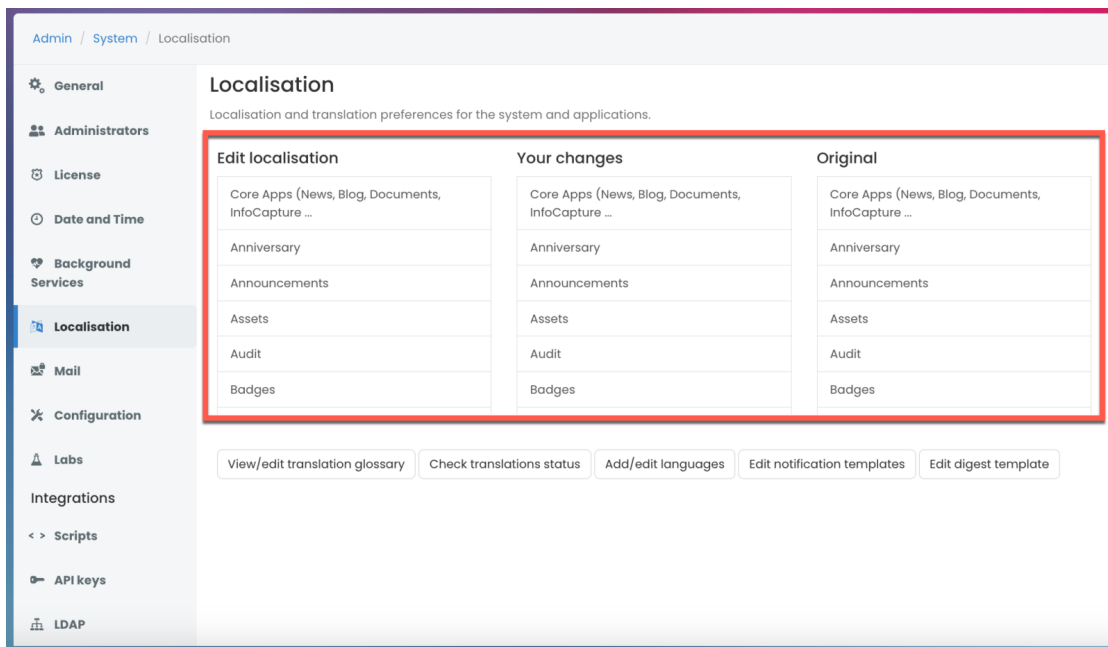 Admin / System / Localisation
General
Administrators
License
Date and Time
Background
Services
Localisation
Mail
Configuration
Labs
Integrations
< > Scripts
API keys
LDAP
Localisation
Localisation and translation preferences for the system and applications.
Edit localisation
Core Apps (News, Blog, Documents,
InfoCapture ...
Anniversary
Announcements
Assets
Audit
Badges
Your changes
Core Apps (News, Blog, Documents,
InfoCapture ...
Anniversary
Announcements
Assets
Audit
Badges
Original
Core Apps (News, Blog, Documents,
InfoCapture ...
Anniversary
Announcements
Assets
Audit
Badges
View/edit translation glossary
Check translations status
Add/edit languages
Edit notification templates
Edit digest template